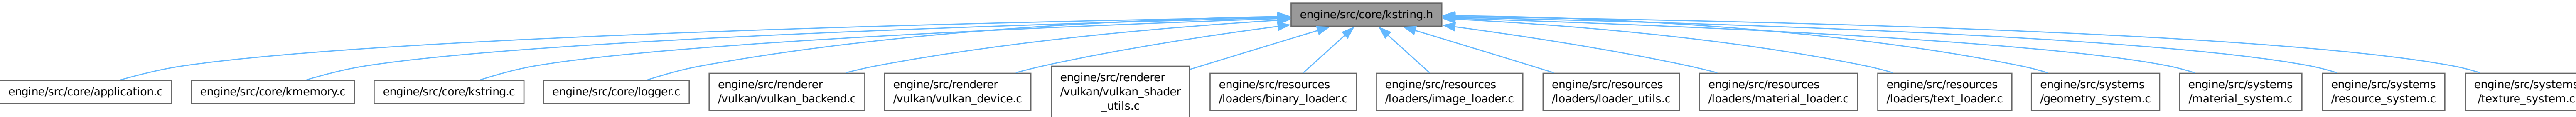 engine/src/core/kstring.h
engine/src/core/application.c
engine/src/core/kmemory.c
engine/src/core/kstring.c
engine/src/core/logger.c
engine/src/renderer
/vulkan/vulkan_backend.c
engine/src/renderer
/vulkan/vulkan_device.c
engine/src/renderer
/vulkan/vulkan_shader
_utils.c
engine/src/resources
/loaders/binary_loader.c
engine/src/resources
/loaders/image_loader.c
engine/src/resources
/loaders/loader_utils.c
engine/src/resources
/loaders/material_loader.c
engine/src/resources
/loaders/text_loader.c
engine/src/systems
/geometry_system.c
engine/src/systems
/material_system.c
engine/src/systems
/resource_system.c
engine/src/systems
/texture_system.c